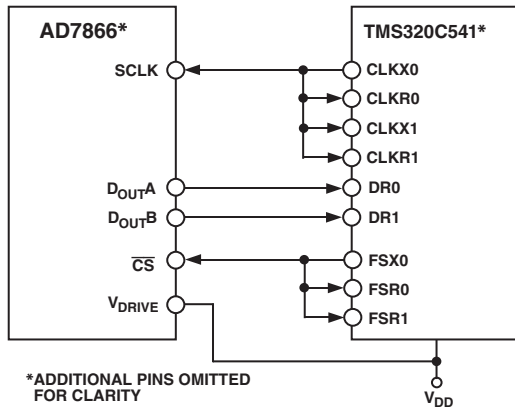 AD7866*
TMS320C541*
SCLK
CLKX0
CLKR0
CLKX1
CLKR1
DOUTA
DR0
DOUTB
DR1
CS
FSX0
VDRIVE
FSR0
FSR1
*ADDITIONAL PINS OMITTED
FOR CLARITY
VDD